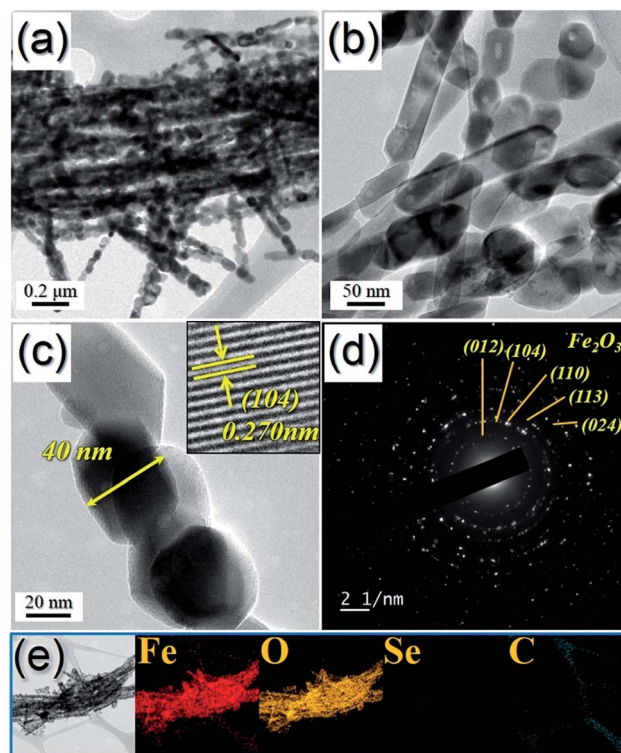 (a)
0.2 μm
(b)
50 nm
(c)
40 nm
(104)
0.270nm
20 nm
(d)
(012) (104) Fe₂O₃
(110)
(113)
(024)
2 1/nm
(e) Fe O Se C